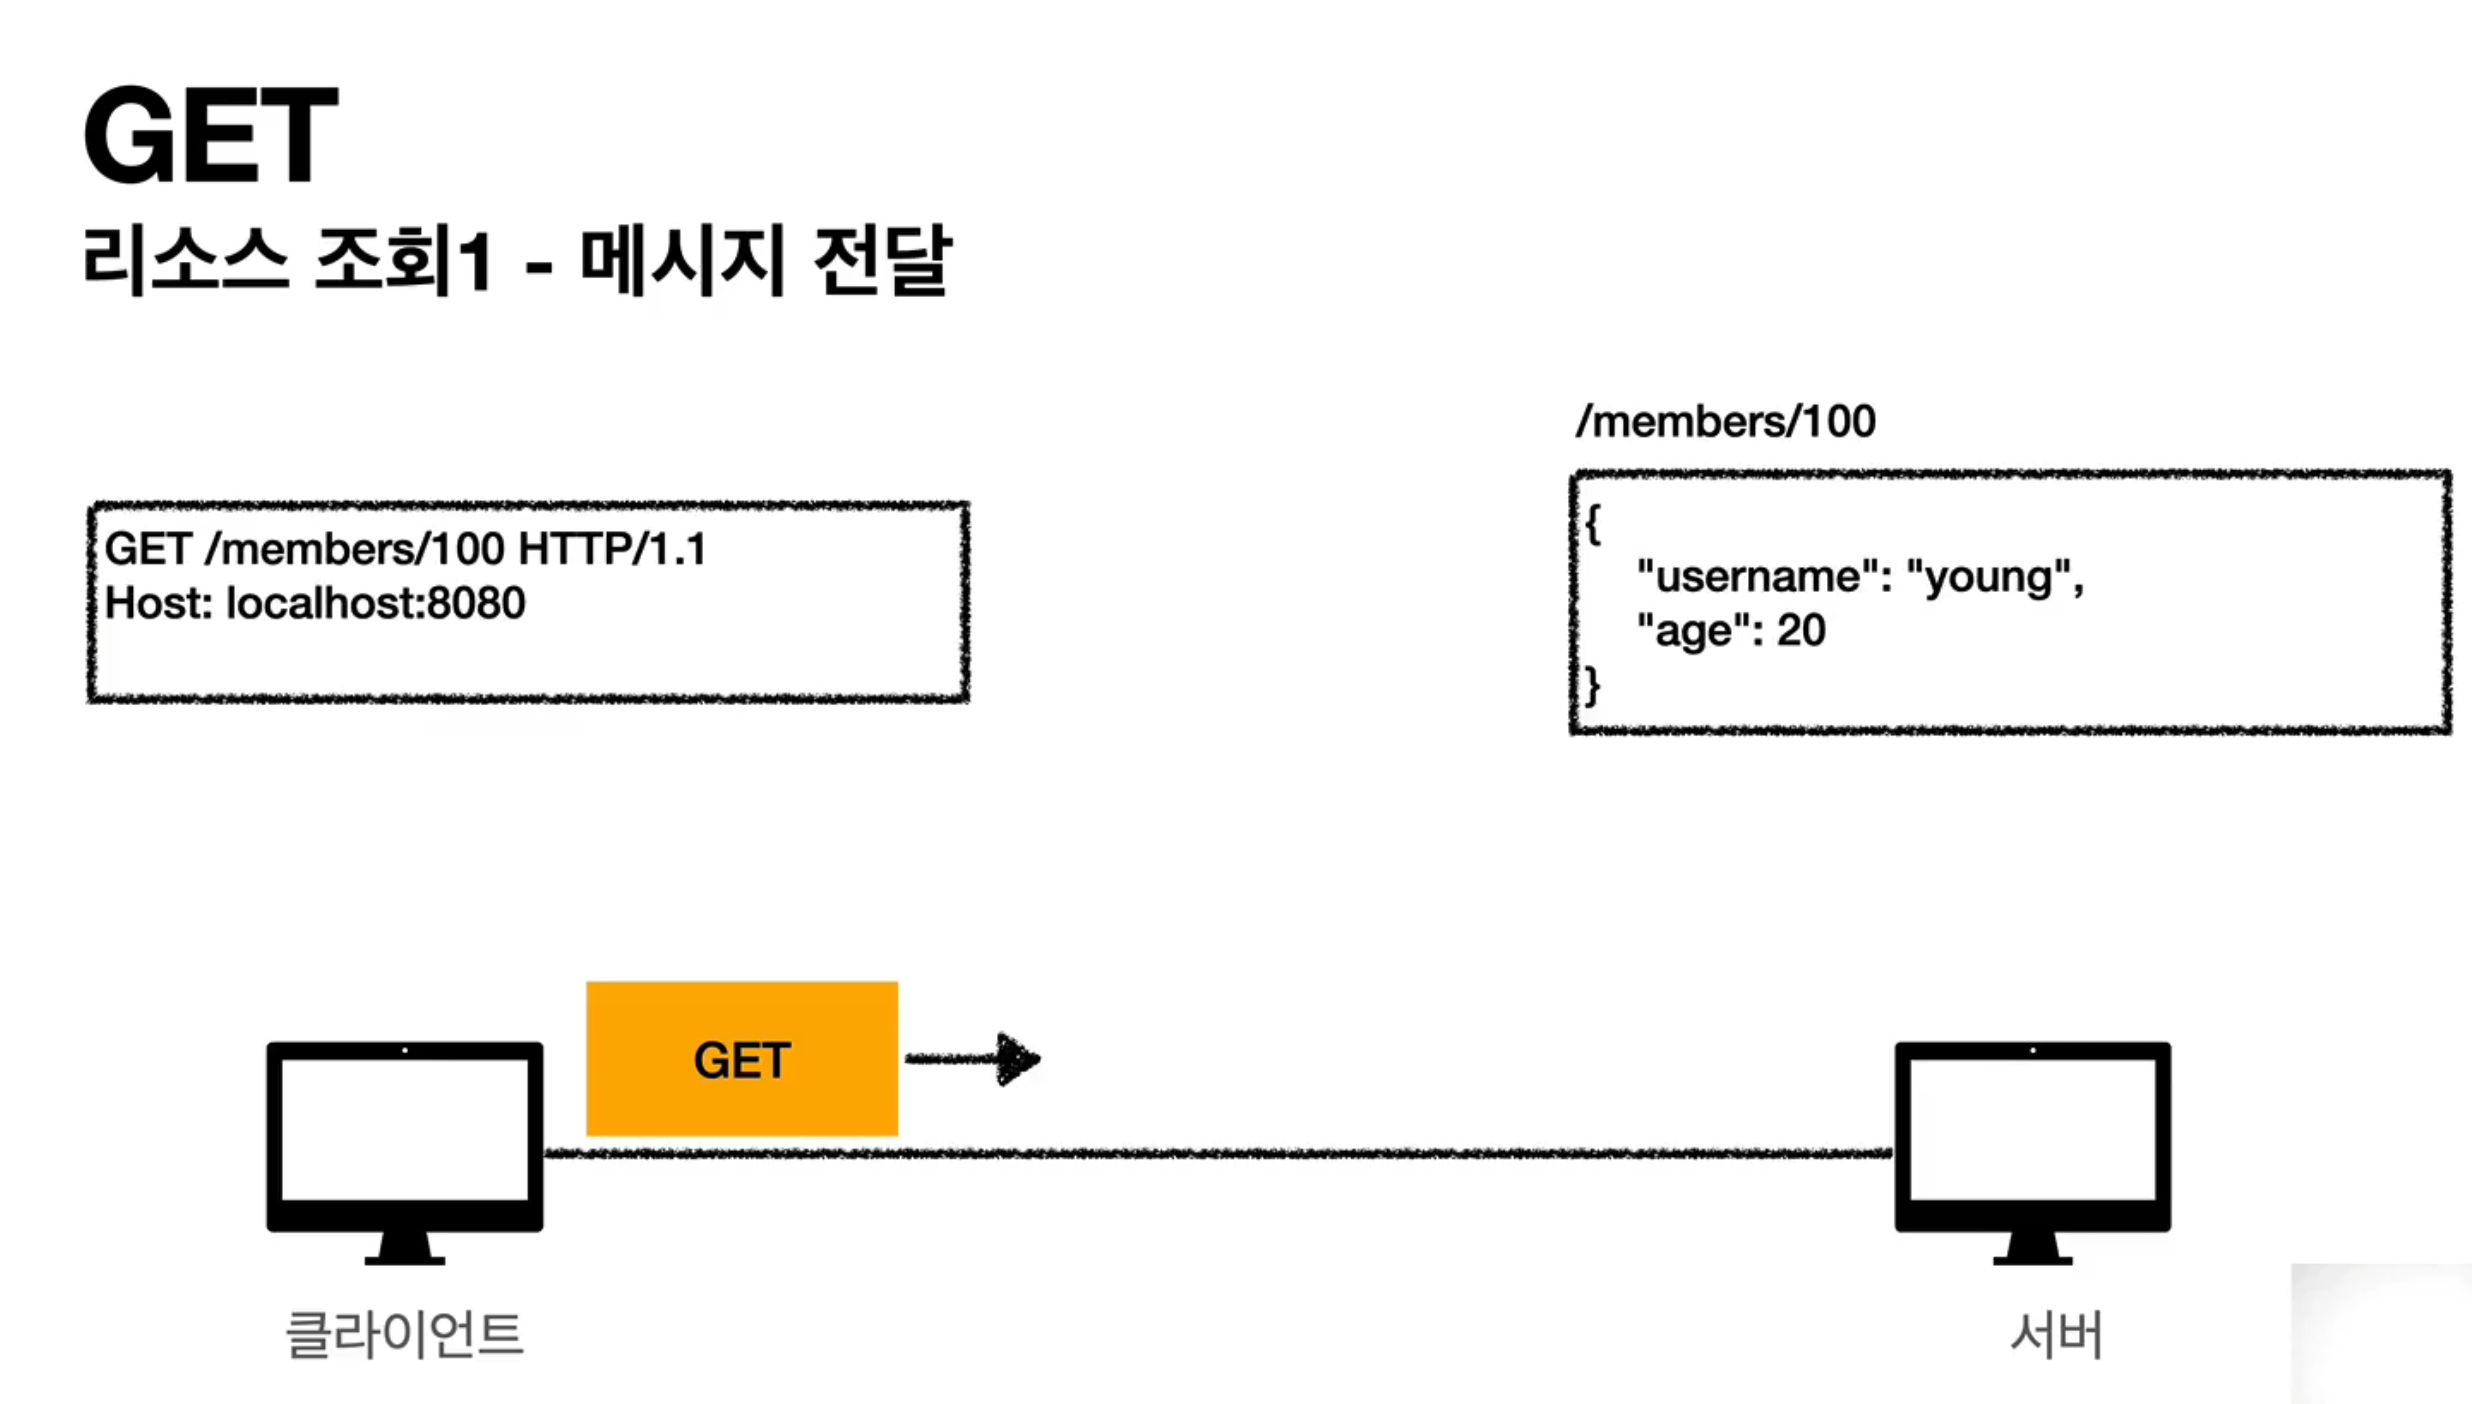 GET
리소스 조회1 - 메시지 전달
/members/100
GET /members/100 HTTP/1.1
Host: localhost:8080
{
"username": "young",
"age": 20
}
GET
클라이언트
서버